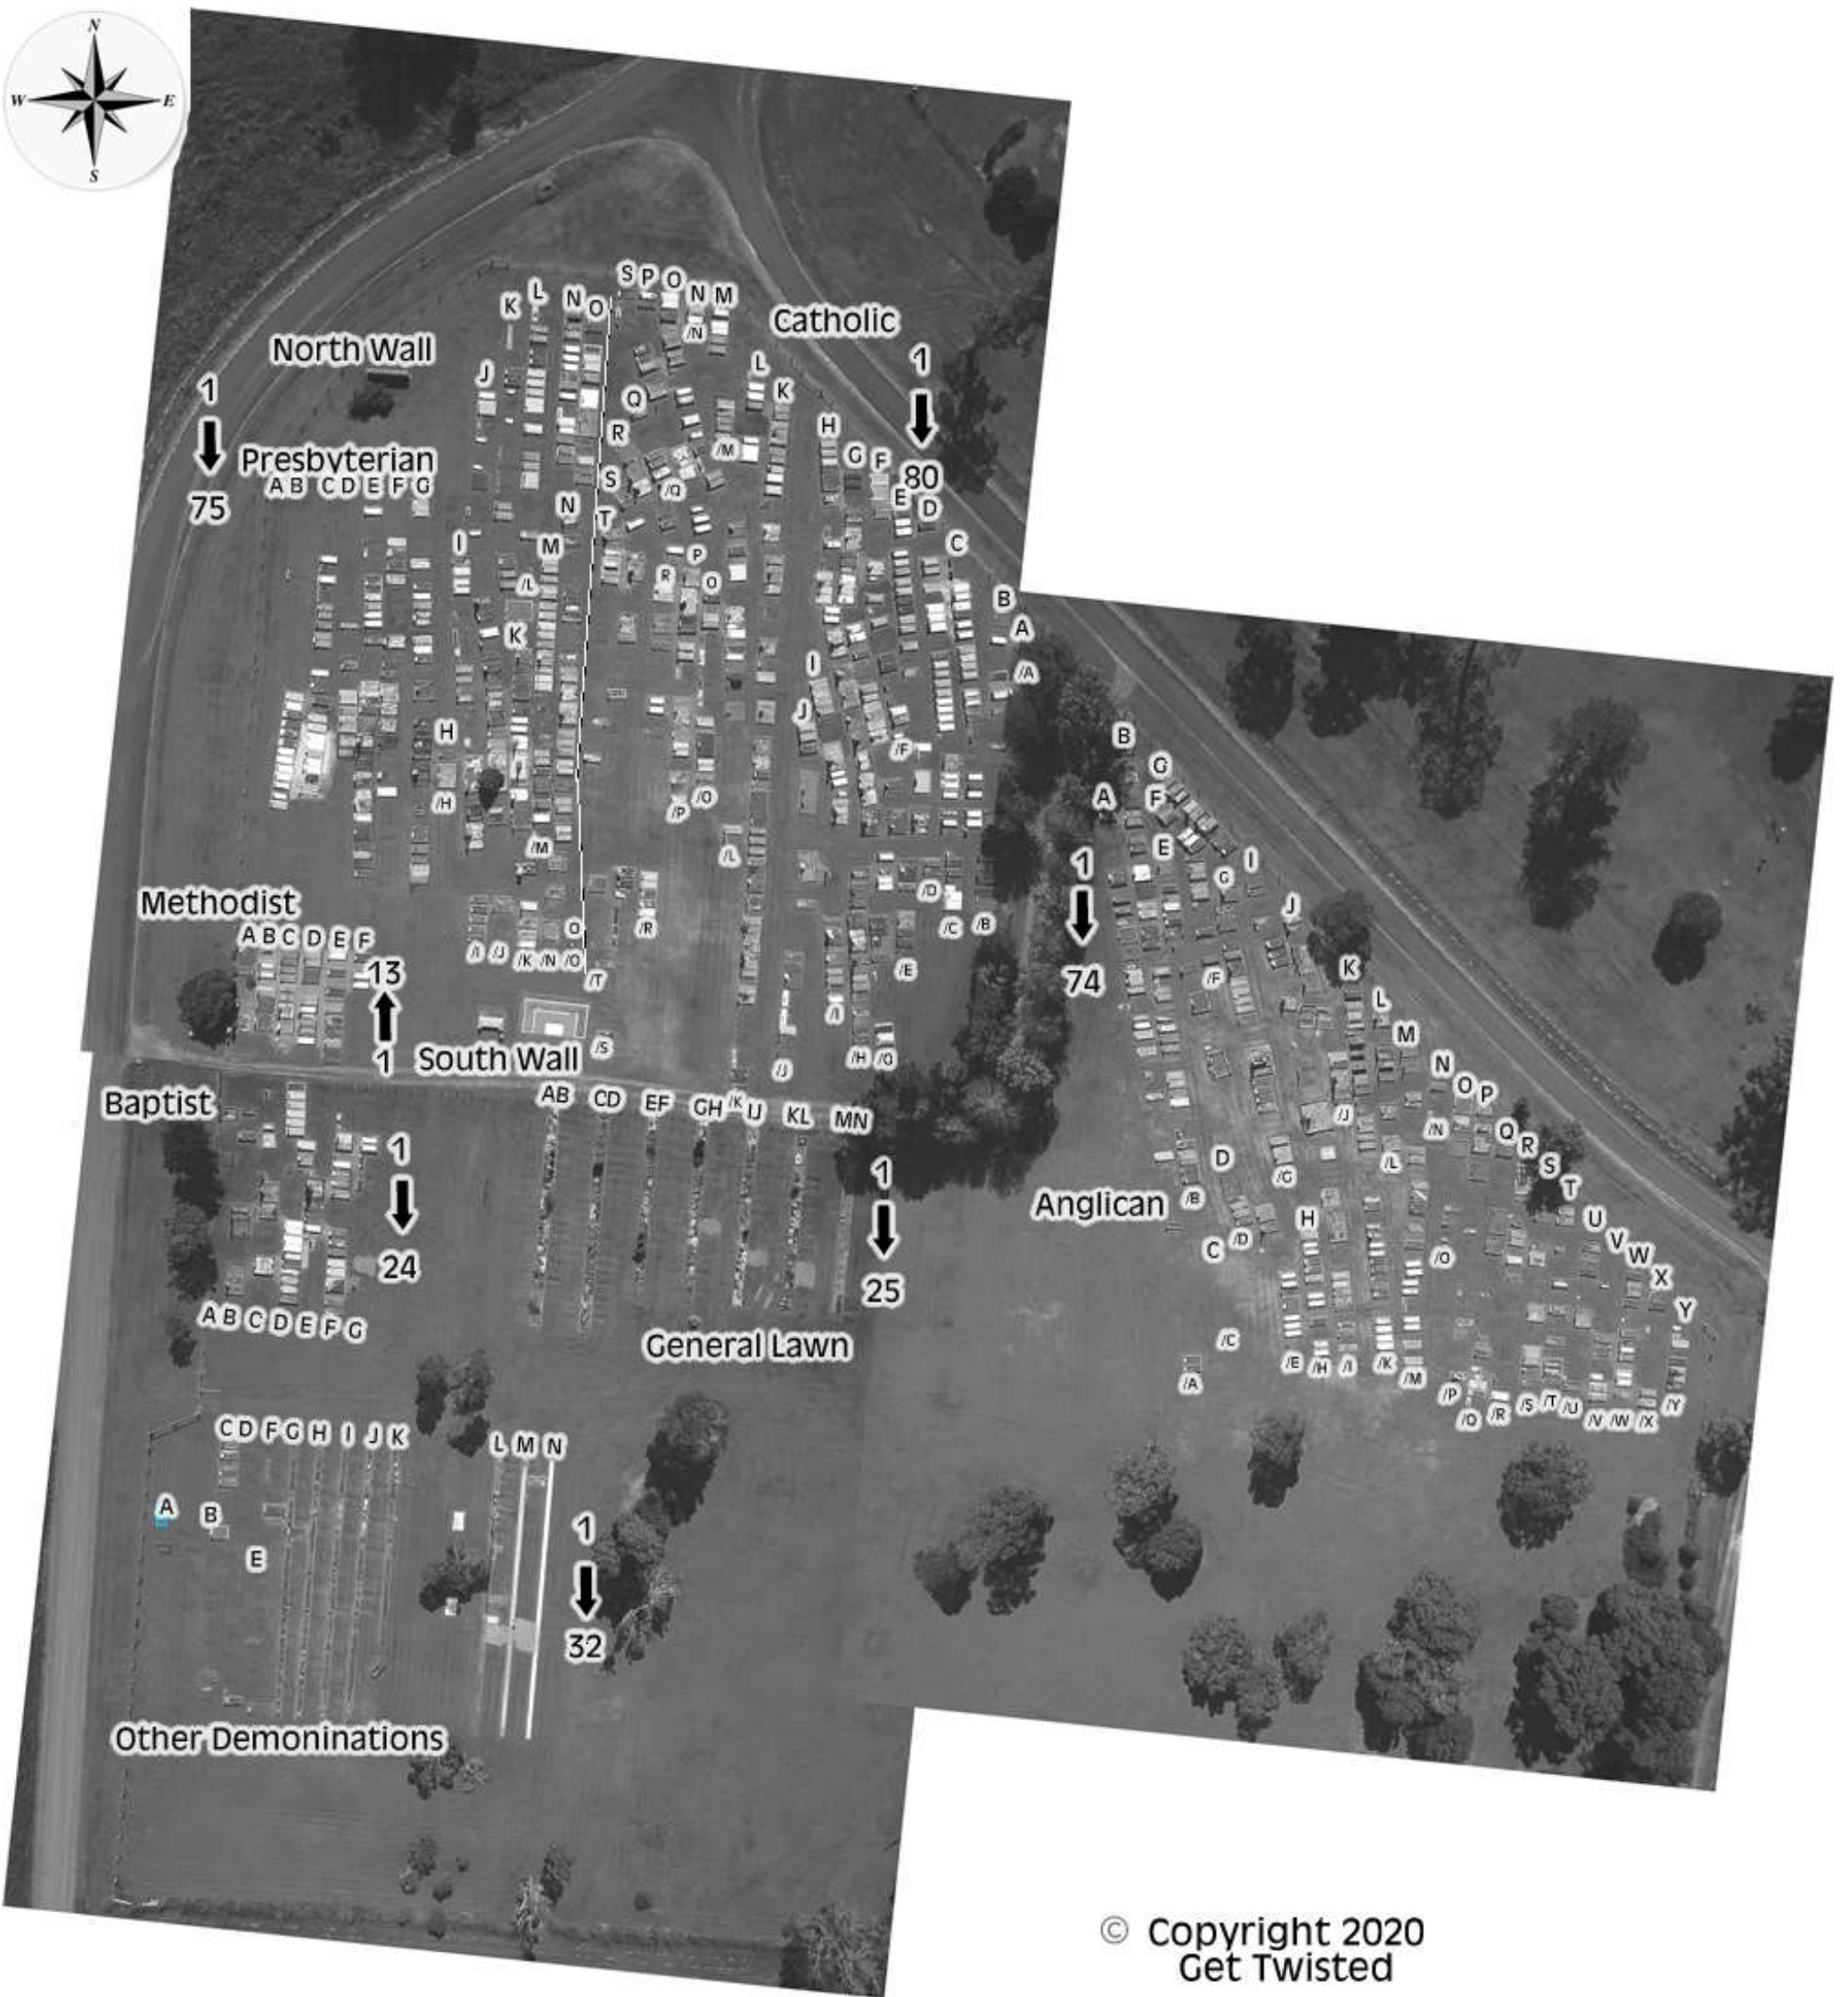 N
W E
S
S P O N M
K L N O
/N
Catholic
North Wall
1
1
J
L
K
Q
H
R
G F
/M
Presbyterian
80
A B C D E F G
S
/Q
E
D
75
N
T
I
M
C
P
R
O
/L
B
K
A
I
/A
J
H
B
/F
G
/H
/O
A
F
/P
/M
E
/L
1
I
G
/D
Methodist
J
/C /B
A B C D E F
O
/R
/I /J /K /N /O
13
/E
/T
74
/F
K
L
/I
M
1
South Wall
/S
/H /G
/J
N
O P
Baptist
AB CD EF GH /K IJ KL MN
/J
/N
Q
R
1
1
D
/L
S
/G
T
Anglican
/B
H
U
C
/D
V
W
24
/O
X
25
Y
A B C D E F G
General Lawn
/C
/E /H /I /K /M
/A
/P
/Q /R /S /T /U /V /W /X /Y
C D F G H I J K
L M N
A
B
1
E
32
Other Demoninations
© Copyright 2020
Get Twisted